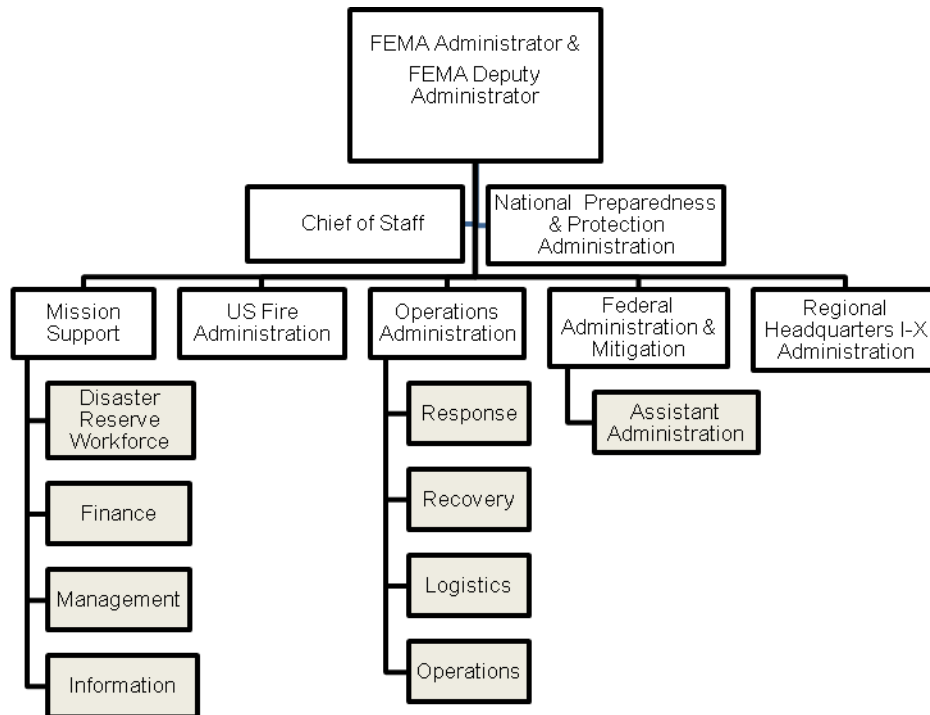 FEMA Administrator &
FEMA Deputy
Administrator
Chief of Staff
National Preparedness
& Protection
Administration
Mission
Support
US Fire
Administration
Operations
Administration
Federal
Administration &
Mitigation
Regional
Headquarters I-X
Administration
Disaster
Reserve
Workforce
Finance
Management
Information
Response
Recovery
Logistics
Operations
Assistant
Administration